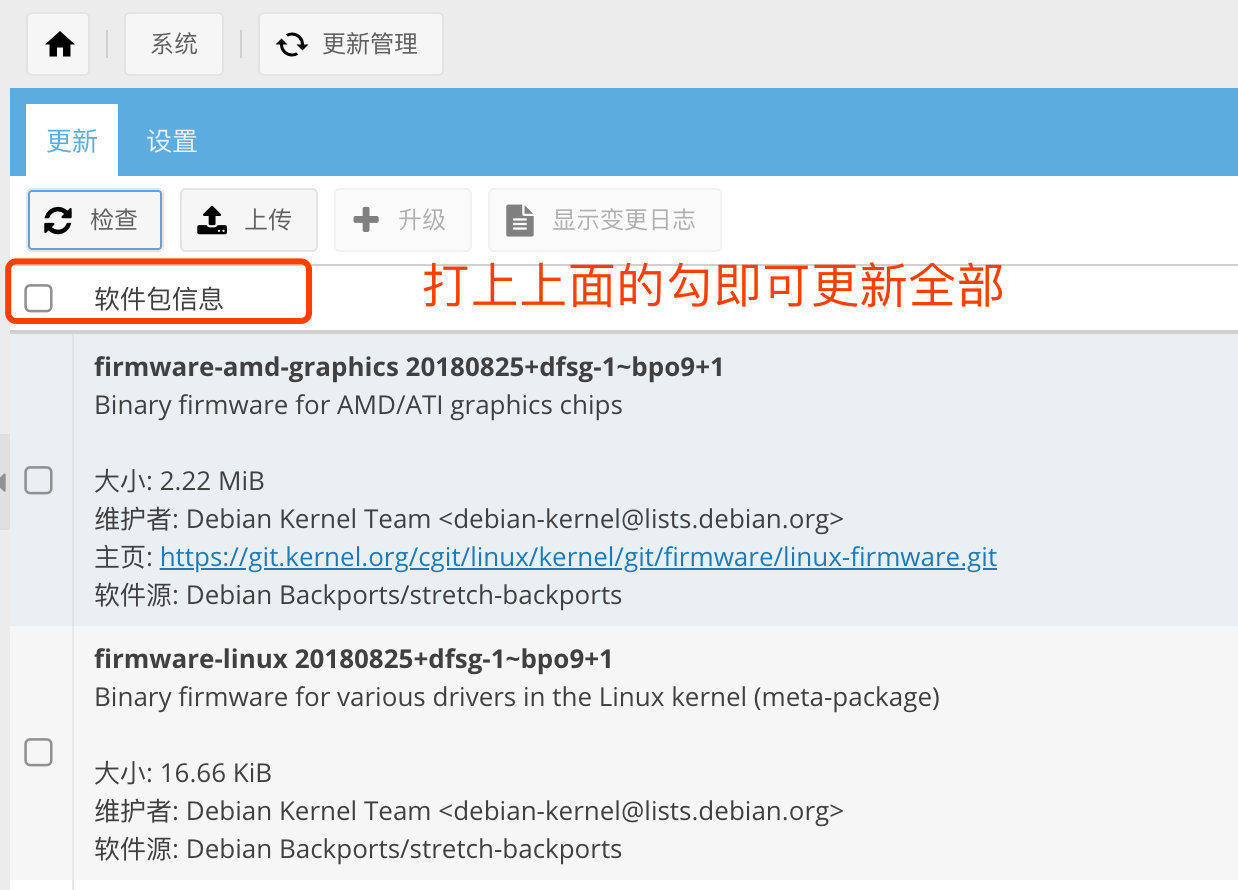 系统 更新管理
更新 设置
检查 上传 升级 显示变更日志
软件包信息 打上上面的勾即可更新全部
firmware-amd-graphics 20180825+dfsg-1~bpo9+1
Binary firmware for AMD/ATI graphics chips
大小: 2.22 MiB
维护者: Debian Kernel Team <debian-kernel@lists.debian.org>
主页: https://git.kernel.org/cgit/linux/kernel/git/firmware/linux-firmware.git
软件源: Debian Backports/stretch-backports
firmware-linux 20180825+dfsg-1~bpo9+1
Binary firmware for various drivers in the Linux kernel (meta-package)
大小: 16.66 KiB
维护者: Debian Kernel Team <debian-kernel@lists.debian.org>
软件源: Debian Backports/stretch-backports